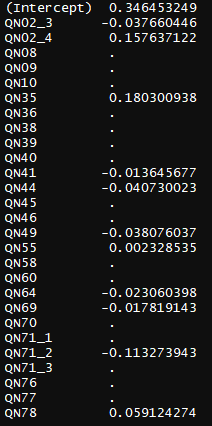 (Intercept) 0.346453249
QN02_3 -0.037660446
QN02_4 0.157637122
QN08 .
QN09 .
QN10 .
QN35 0.180300938
QN36 .
QN38 .
QN39 .
QN40 .
QN41 -0.013645677
QN44 -0.040730023
QN45 .
QN46 .
QN49 -0.038076037
QN55 0.002328535
QN58 .
QN60 .
QN64 -0.023060398
QN69 -0.017819143
QN70 .
QN71_1 .
QN71_2 -0.113273943
QN71_3 .
QN76 .
QN77 .
QN78 0.059124274